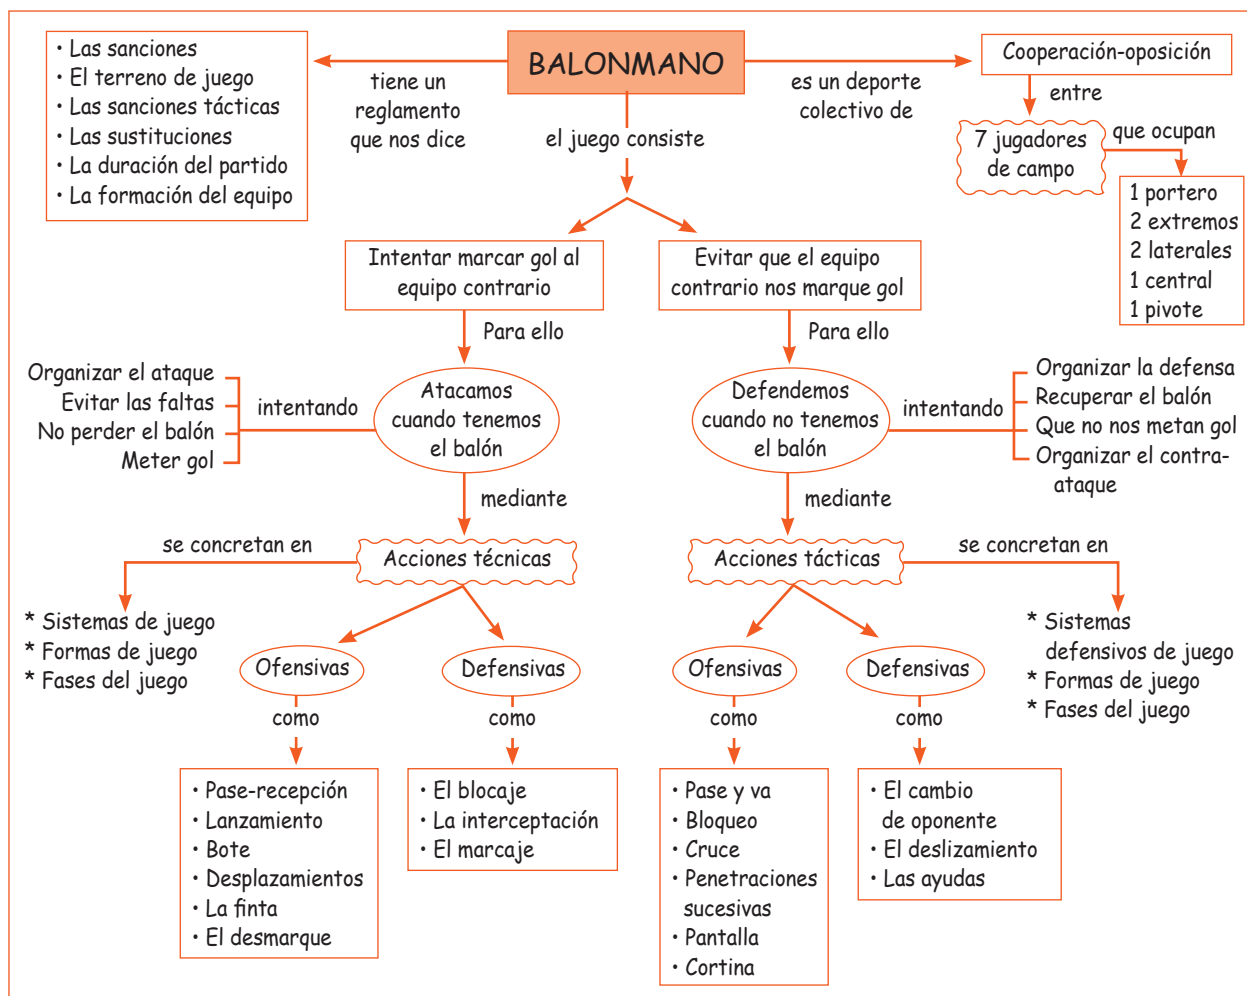 BALONMANO
tiene un
reglamento
que nos dice
· Las sanciones
· El terreno de juego
· Las sanciones tácticas
· Las sustituciones
· La duración del partido
· La formación del equipo
es un deporte
colectivo de
Cooperación-oposición
entre
7 jugadores
de campo
que ocupan
1 portero
2 extremos
2 laterales
1 central
1 pivote
el juego consiste
Intentar marcar gol al
equipo contrario
Para ello
Atacamos
cuando tenemos
el balón
intentando
Organizar el ataque
Evitar las faltas
No perder el balón
Meter gol
Evitar que el equipo
contrario nos marque gol
Para ello
Defendemos
cuando no tenemos
el balón
intentando
Organizar la defensa
Recuperar el balón
Que no nos metan gol
Organizar el contra-
ataque
mediante
Acciones técnicas
se concretan en
* Sistemas de juego
* Formas de juego
* Fases del juego
Ofensivas
como
· Pase-recepción
· Lanzamiento
· Bote
· Desplazamientos
· La finta
· El desmarque
Defensivas
como
· El blocaje
· La interceptación
· El marcaje
mediante
Acciones tácticas
se concretan en
* Sistemas
defensivos de juego
* Formas de juego
* Fases del juego
Ofensivas
como
· Pase y va
· Bloqueo
· Cruce
· Penetraciones
sucesivas
· Pantalla
· Cortina
Defensivas
como
· El cambio
de oponente
· El deslizamiento
· Las ayudas